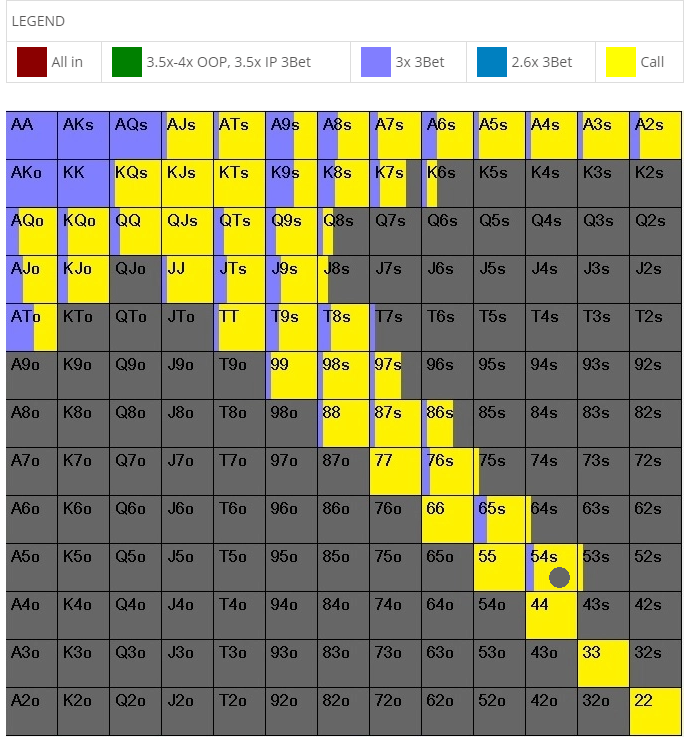 LEGEND
All in 3.5x-4x OOP, 3.5x IP 3Bet 3x 3Bet 2.6x 3Bet Call
AA AKs AQs AJs ATs A9s A8s A7s A6s A5s A4s A3s A2s
AKo KK KQs KJs KTs K9s K8s K7s K6s K5s K4s K3s K2s
AQo KQo QQ QJs QTs Q9s Q8s Q7s Q6s Q5s Q4s Q3s Q2s
AJo KJo QJo JJ JTs J9s J8s J7s J6s J5s J4s J3s J2s
ATo KTo QTo JTo TT T9s T8s T7s T6s T5s T4s T3s T2s
A9o K9o Q9o J9o T9o 99 98s 97s 96s 95s 94s 93s 92s
A8o K8o Q8o J8o T8o 98o 88 87s 86s 85s 84s 83s 82s
A7o K7o Q7o J7o T7o 97o 87o 77 76s 75s 74s 73s 72s
A6o K6o Q6o J6o T6o 96o 86o 76o 66 65s 64s 63s 62s
A5o K5o Q5o J5o T5o 95o 85o 75o 65o 55 54s 53s 52s
A4o K4o Q4o J4o T4o 94o 84o 74o 64o 54o 44 43s 42s
A3o K3o Q3o J3o T3o 93o 83o 73o 63o 53o 43o 33 32s
A2o K2o Q2o J2o T2o 92o 82o 72o 62o 52o 42o 32o 22